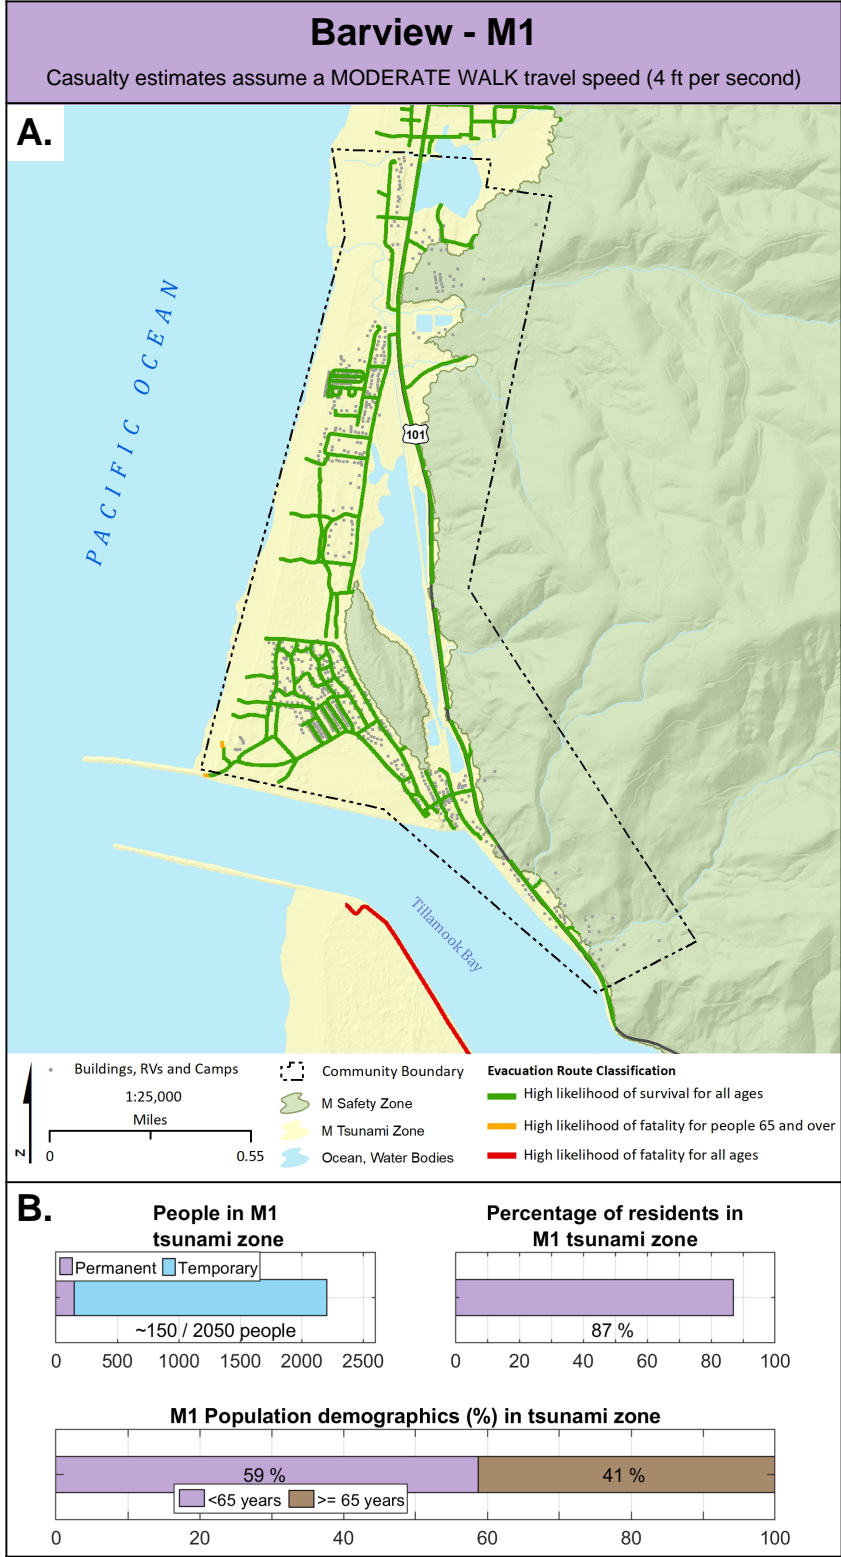 Barview - M1
Casualty estimates assume a MODERATE WALK travel speed (4 ft per second)
A.
PACIFIC OCEAN
101
Tillamook Bay
N
Buildings, RVs and Camps
1:25,000
Miles
0 0.55
Community Boundary
M Safety Zone
M Tsunami Zone
Ocean, Water Bodies
Evacuation Route Classification
High likelihood of survival for all ages
High likelihood of fatality for people 65 and over
High likelihood of fatality for all ages
B.
People in M1
tsunami zone
Permanent Temporary
~150 / 2050 people
0 500 1000 1500 2000 2500
Percentage of residents in
M1 tsunami zone
87 %
0 20 40 60 80 100
M1 Population demographics (%) in tsunami zone
59 % 41 %
<65 years >= 65 years
0 20 40 60 80 100